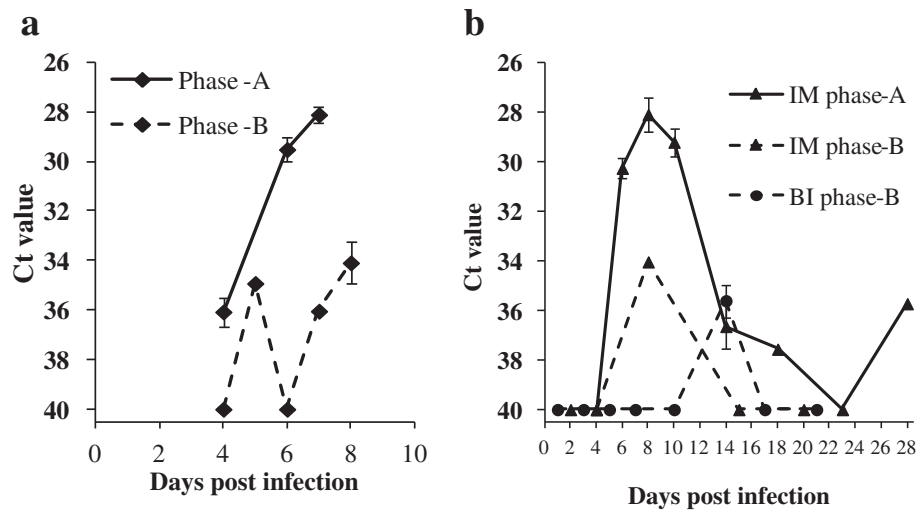 a
26
28
30
32
34
36
38
40
Ct value
Phase -A
Phase -B
0 2 4 6 8 10
Days post infection
b
26
28
30
32
34
36
38
40
Ct value
IM phase-A
IM phase-B
BI phase-B
0 2 4 6 8 10 12 14 16 18 20 22 24 26 28
Days post infection